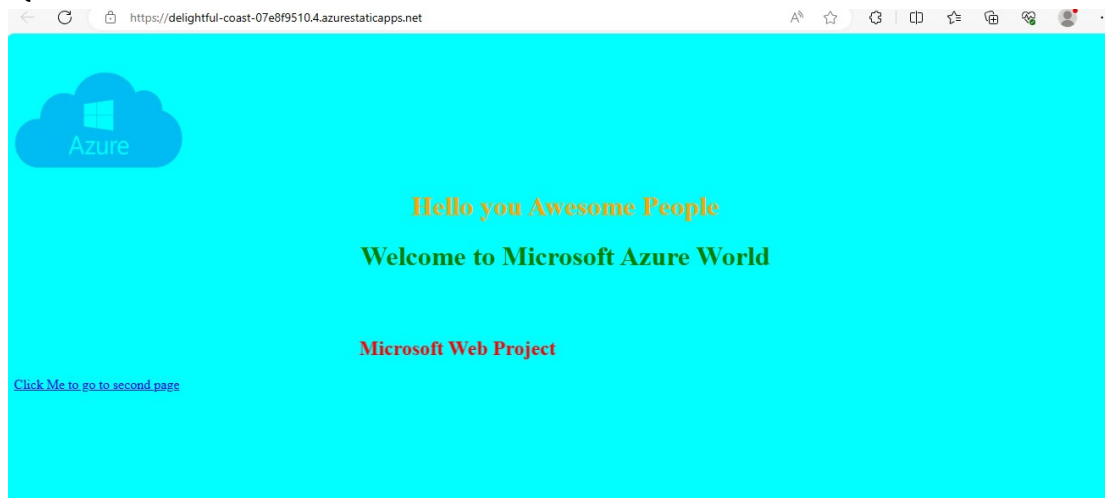 https://delightful-coast-07e8f9510.4.azurestaticapps.net
Azure
Hello you Awesome People
Welcome to Microsoft Azure World
Microsoft Web Project
Click Me to go to second page